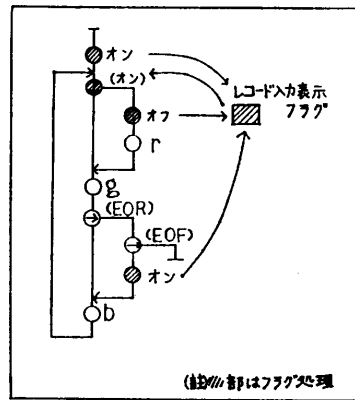 オン
(オン)
レコード入力表示
フラグ
オフ
r
g
(EOR)
(EOF)
オン
b
(註)部はフラグ処理